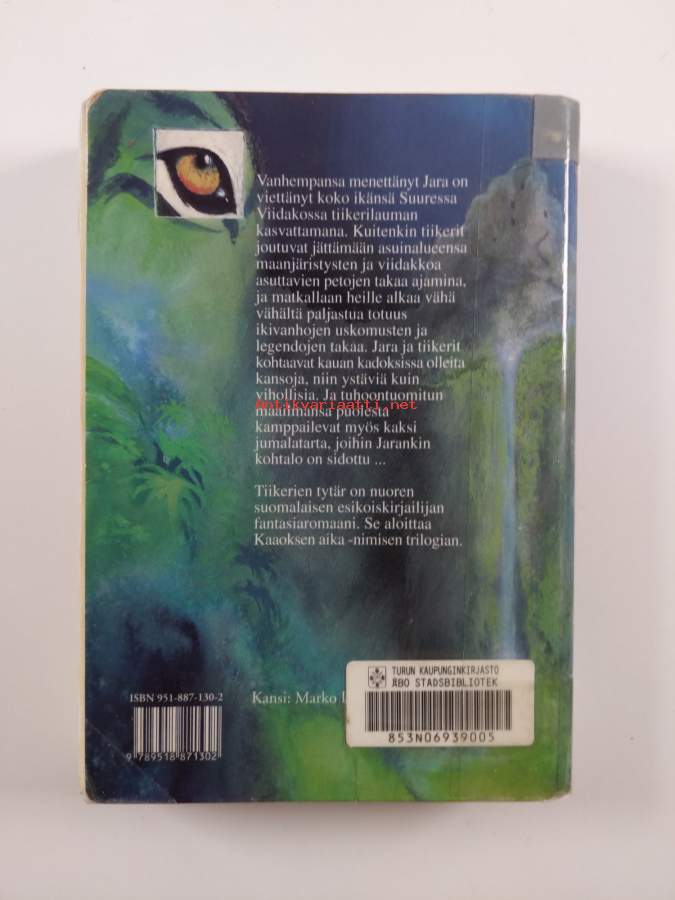 Vanhempansa menettänyt Jara on
viettänyt koko ikänsä Suuressa
Viidakossa tiikerilauman
kasvattamana. Kuitenkin tiikerit
joutuvat jättämään asuinalueensa
maanjäristysten ja viidakkoa
asuttavien petojen takaa ajamina,
ja matkallaan heille alkaa vähä
vähältä paljastua totuus
ikivanhojen uskomusten ja
legendojen takaa. Jara ja tiikerit
kohtaavat kauan kadoksissa olleita
kansoja, niin ystäviä kuin
vihollisia. Ja tuhoontuomitun
Antikvariaatti.net
maailmansa puolesta
kamppailevat myös kaksi
jumalatarta, joihin Jarankin
kohtalo on sidottu ...
Tiikerien tytär on nuoren
suomalaisen esikoiskirjailijan
fantasiaromaani. Se aloittaa
Kaaoksen aika -nimisen trilogian.
ISBN 951-887-130-2
9 789518 871302
Kansi: Marko
TURUN KAUPUNGINKIRJASTO
ÅBO STADSBIBLIOTEK
853N06939005